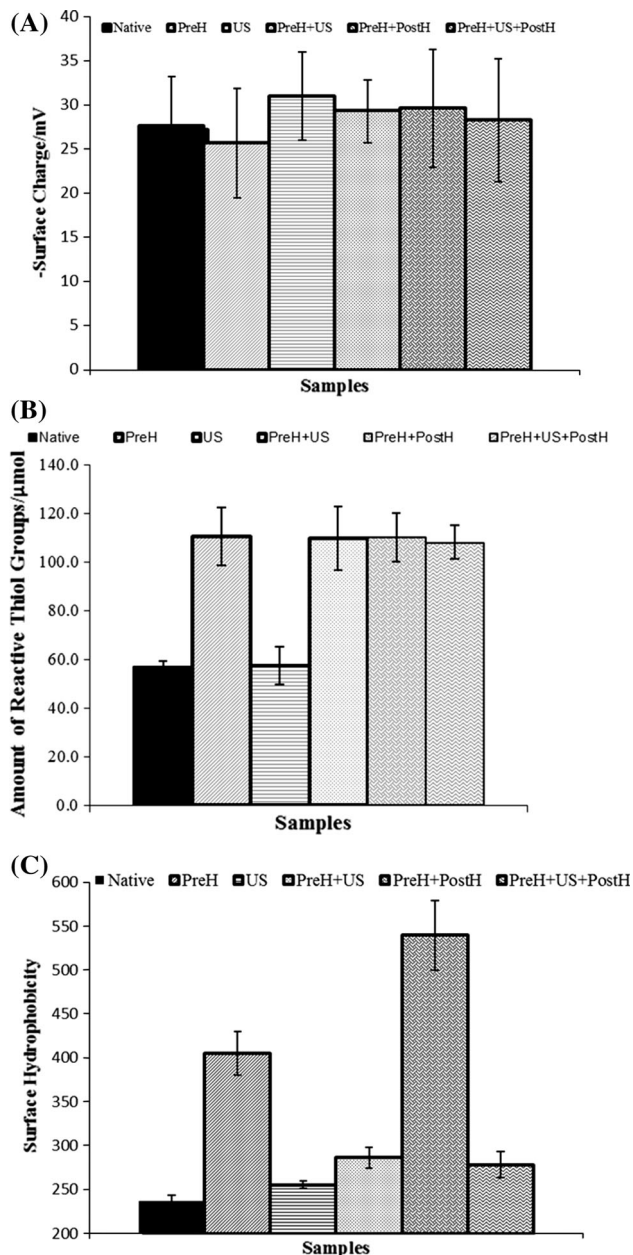 (A)
Native PreH US PreH+US PreH+PostH PreH+US+PostH
40
35
30
25
20
15
10
5
0
-Surface Charge/mV
Samples
(B)
Native PreH US PreH+US PreH+PostH PreH+US+PostH
140.0
120.0
100.0
80.0
60.0
40.0
20.0
0.0
Amount of Reactive Thiol Groups/µmol
Samples
(C)
Native PreH US PreH+US PreH+PostH PreH+US+PostH
600
550
500
450
400
350
300
250
200
Surface Hydrophobicity
Samples